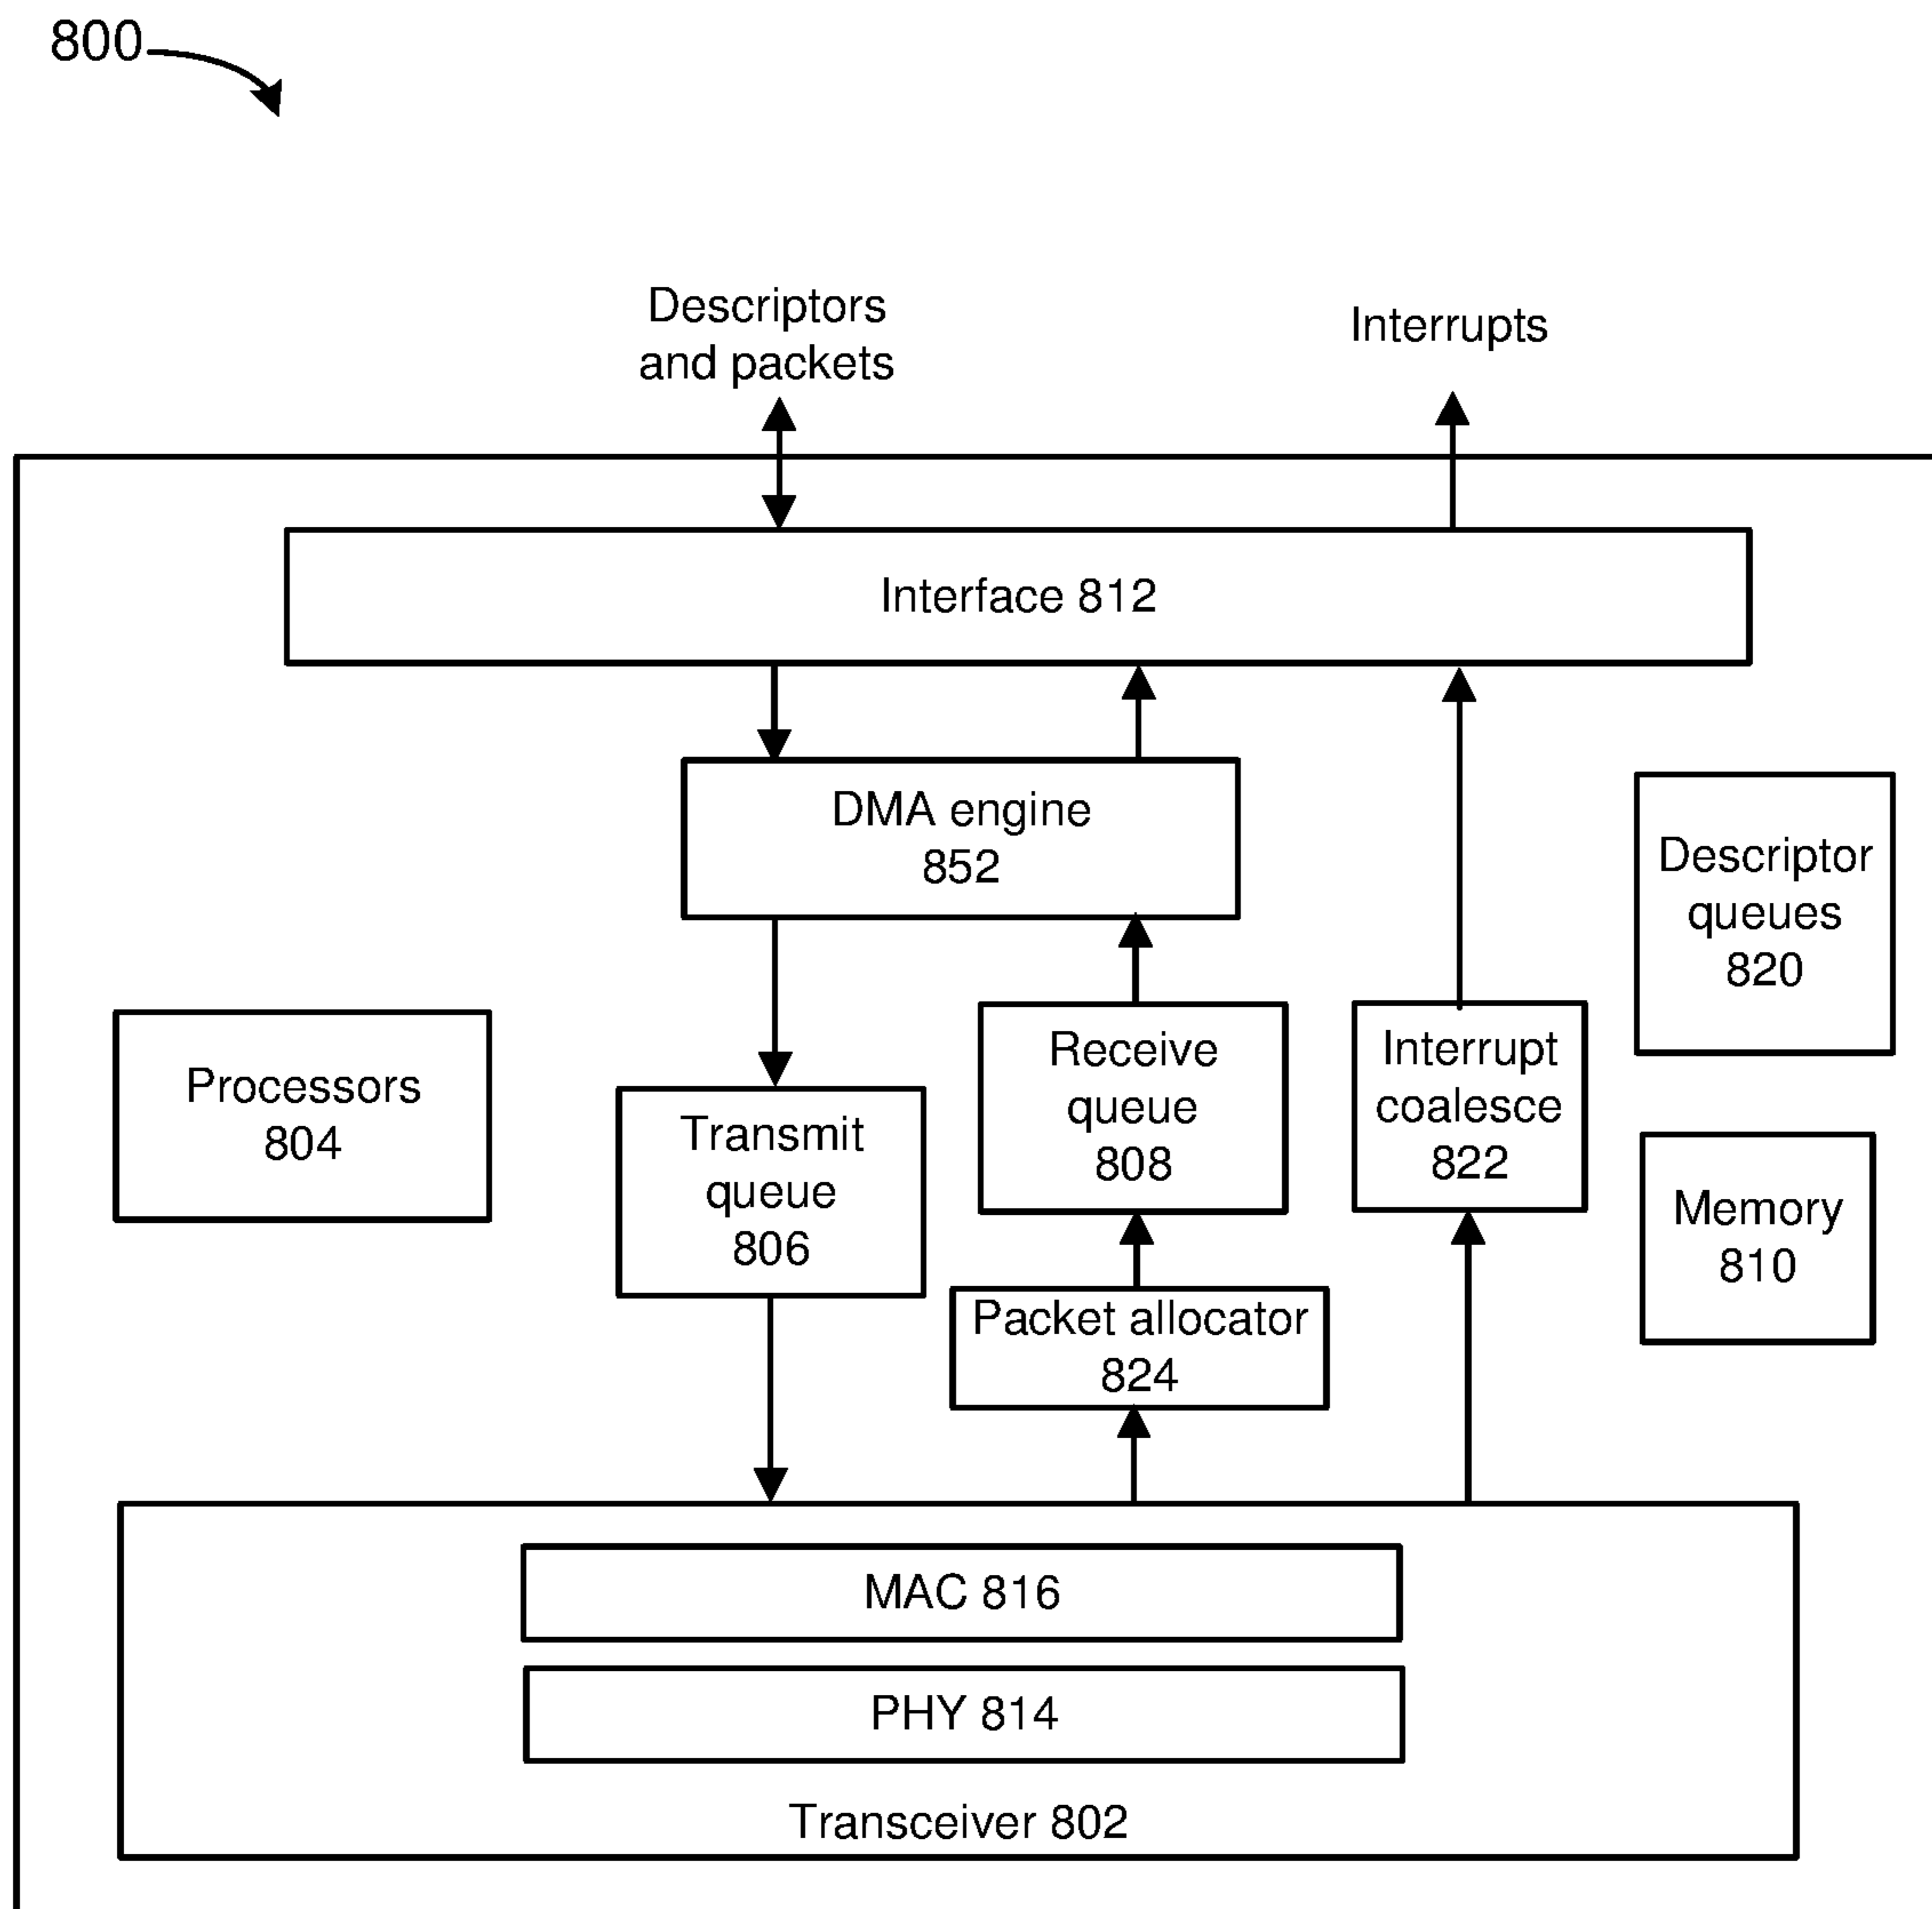 800
Descriptors
and packets
Interrupts
Interface 812
DMA engine
852
Descriptor
queues
820
Processors
804
Transmit
queue
806
Receive
queue
808
Interrupt
coalesce
822
Memory
810
Packet allocator
824
MAC 816
PHY 814
Transceiver 802